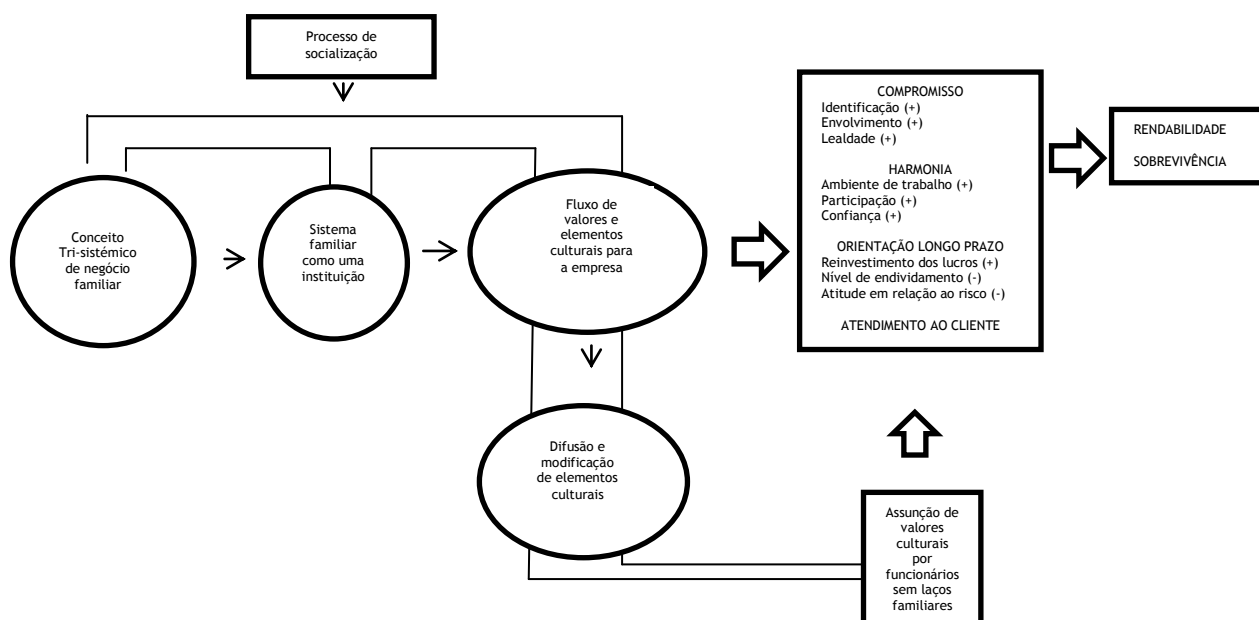 Processo de
socialização
Conceito
Tri-sistémico
de negócio
familiar
Sistema
familiar
como uma
instituição
Fluxo de
valores e
elementos
culturais para
a empresa
COMPROMISSO
Identificação (+)
Envolvimento (+)
Lealdade (+)
HARMONIA
Ambiente de trabalho (+)
Participação (+)
Confiança (+)
ORIENTAÇÃO LONGO PRAZO
Reinvestimento dos lucros (+)
Nível de endividamento (-)
Atitude em relação ao risco (-)
ATENDIMENTO AO CLIENTE
RENDABILIDADE
SOBREVIVÊNCIA
Difusão e
modificação
de elementos
culturais
Assunção de
valores
culturais
por
funcionários
sem laços
familiares